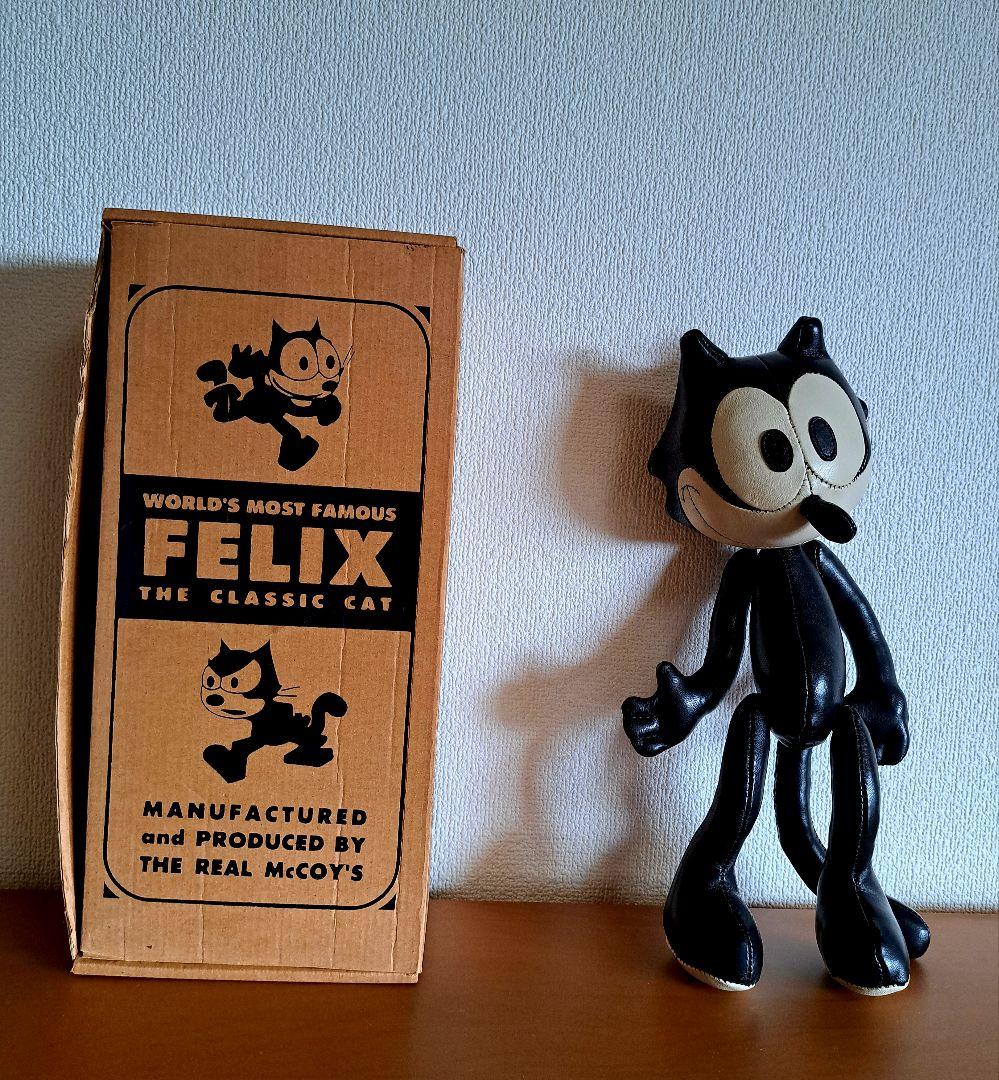 WORLD'S MOST FAMOUS
FELIX
THE CLASSIC CAT
MANUFACTURED
and PRODUCED BY
THE REAL McCOY'S